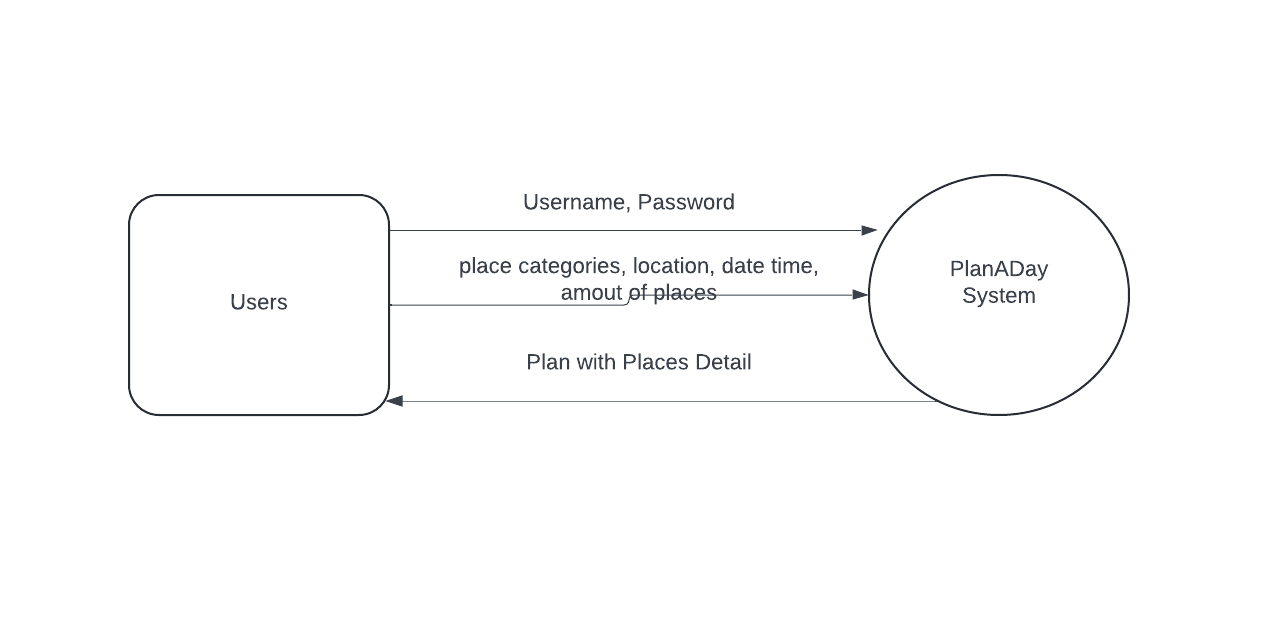 Username, Password
place categories, location, date time,
amout of places
Users
PlanADay
System
Plan with Places Detail